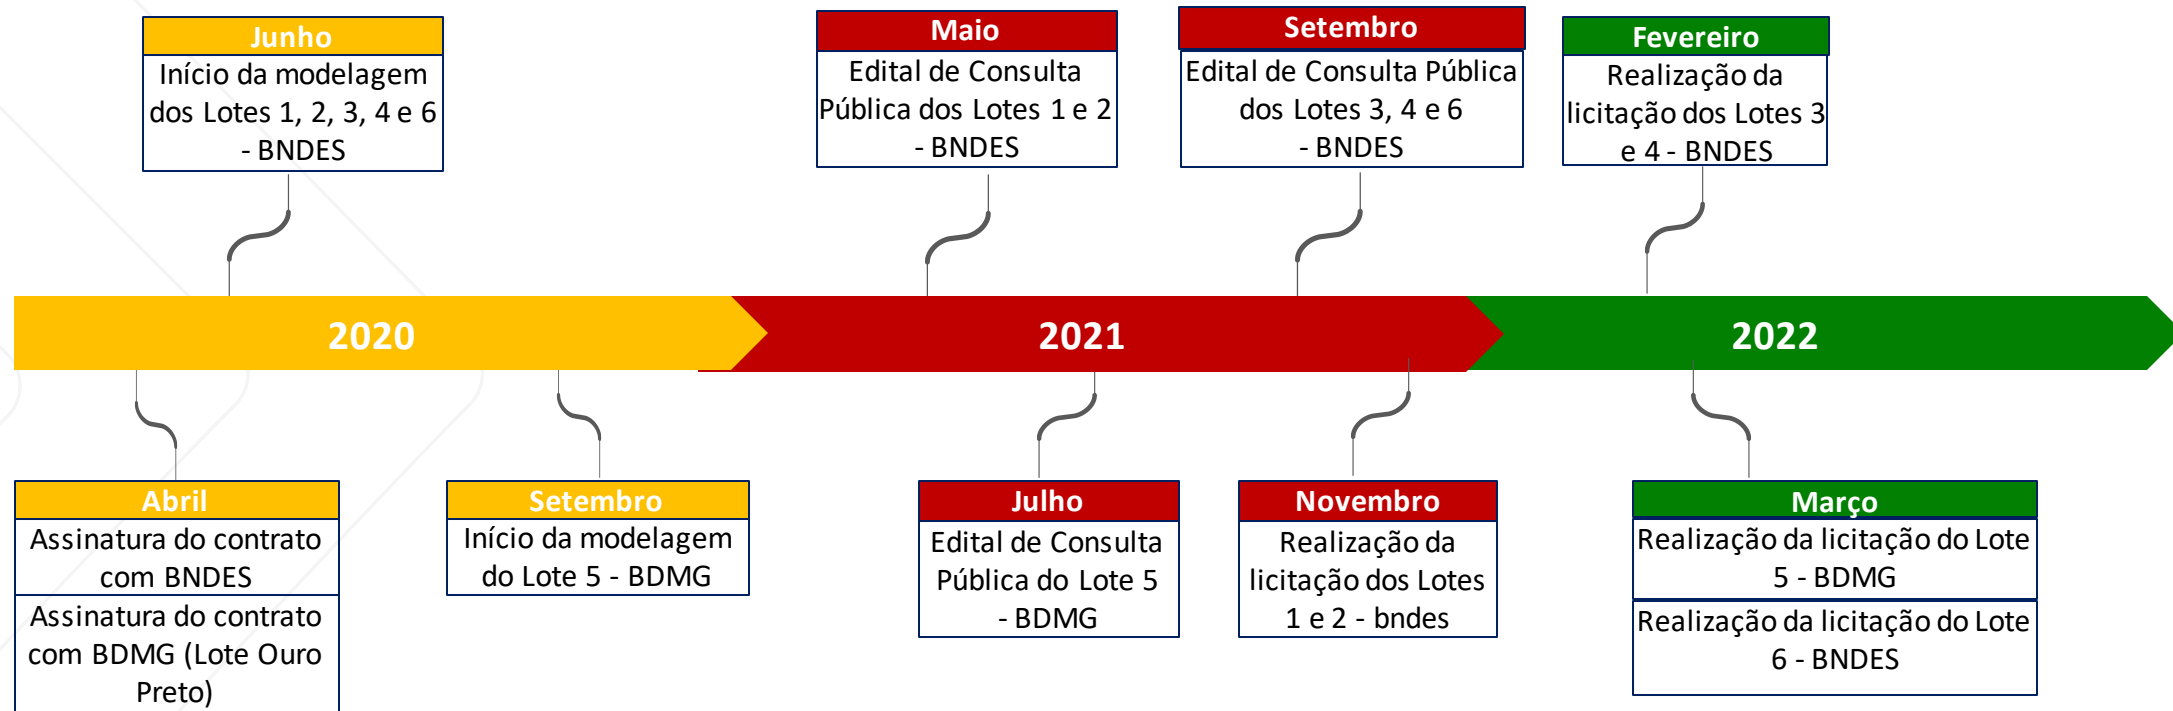 Junho
Início da modelagem
dos Lotes 1, 2, 3, 4 e 6
- BNDES
Maio
Edital de Consulta
Pública dos Lotes 1 e 2
- BNDES
Setembro
Edital de Consulta Pública
dos Lotes 3, 4 e 6
- BNDES
Fevereiro
Realização da
licitação dos Lotes 3
e 4 - BNDES
2020
2021
2022
Abril
Assinatura do contrato
com BNDES
Assinatura do contrato
com BDMG (Lote Ouro
Preto)
Setembro
Início da modelagem
do Lote 5 - BDMG
Julho
Edital de Consulta
Pública do Lote 5
- BDMG
Novembro
Realização da
licitação dos Lotes
1 e 2 - bndes
Março
Realização da licitação do Lote
5 - BDMG
Realização da licitação do Lote
6 - BNDES